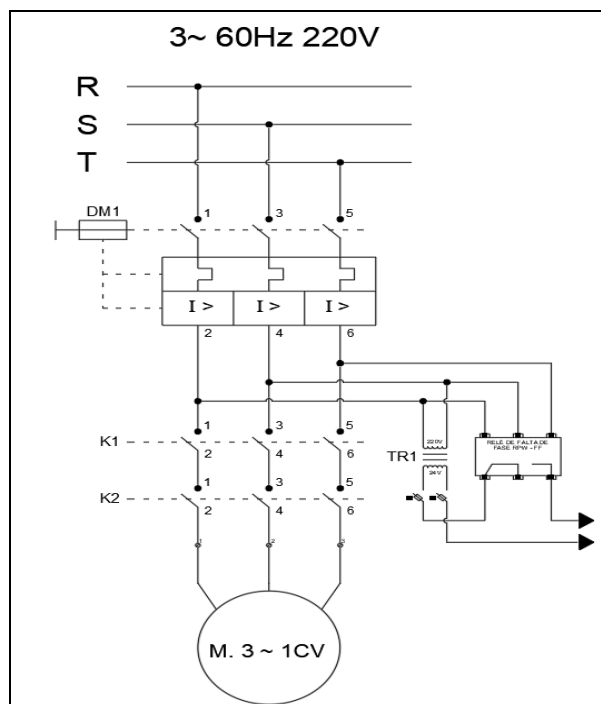 3~ 60Hz 220V
R
S
T
DM1
1 3 5
I > I > I >
2 4 6
1 3 5
K1
2 4 6
1 3 5
K2
2 4 6
1 2 3
220V
TR1
24V
RELÉ DE FALTA DE
FASE RPW - FF
M. 3 ~ 1CV